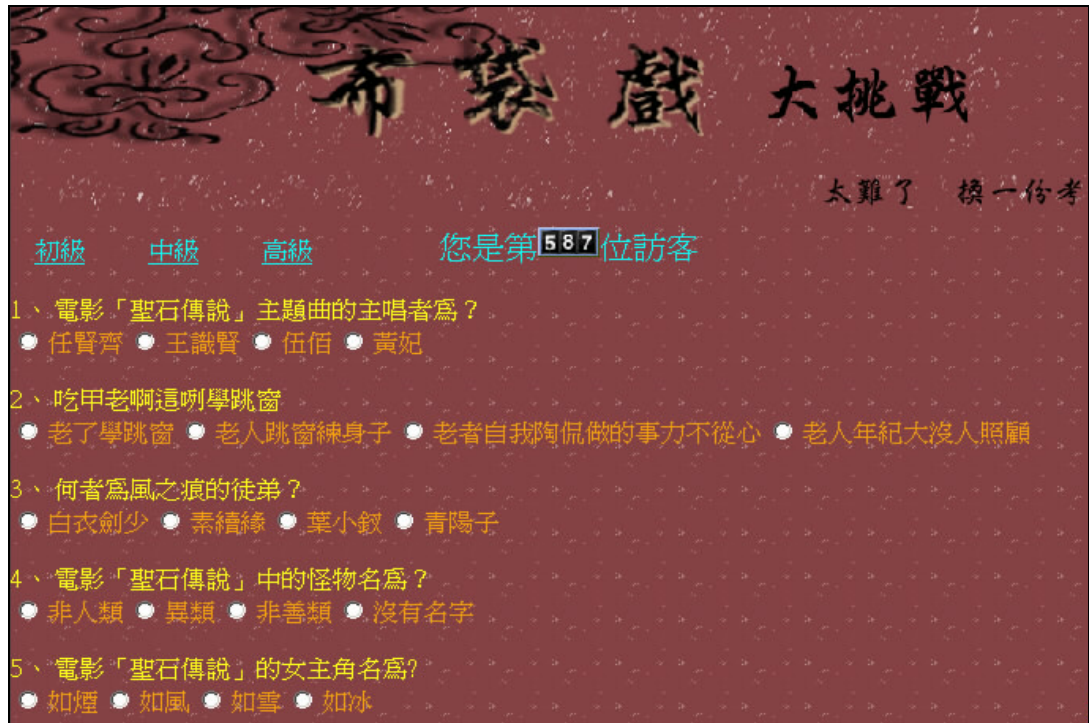 布袋戲 大挑戰
太難了 換一份考
初級 中級 高級 您是第587位訪客
1、電影「聖石傳說」主題曲的主唱者為？
任賢齊 王識賢 伍佰 黃妃
2、吃甲老啊這咧學跳窗
老了學跳窗 老人跳窗練身子 老者自我陶侃做的事力不從心 老人年紀大沒人照顧
3、何者為風之痕的徒弟？
白衣劍少 素續緣 葉小釵 青陽子
4、電影「聖石傳說」中的怪物名為？
非人類 異類 非善類 沒有名字
5、電影「聖石傳說」的女主角名為?
如煙 如風 如雪 如冰